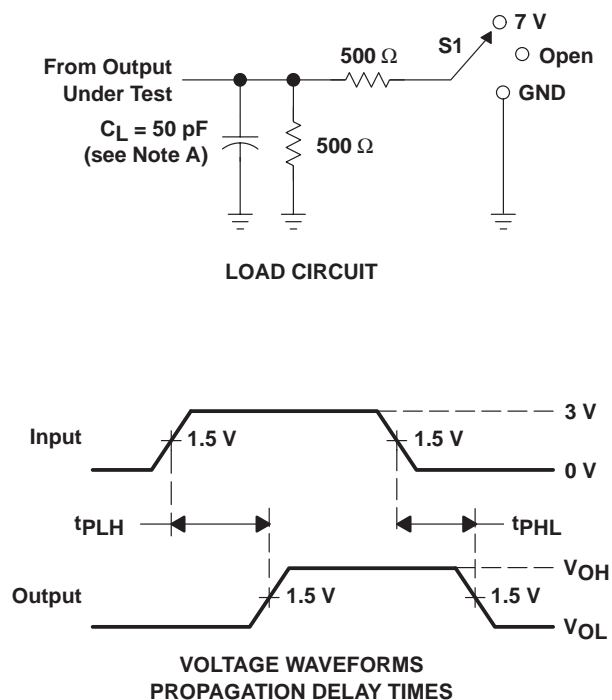 7 V
500 Ω
S1
Open
From Output
Under Test
GND
CL = 50 pF
(see Note A)
500 Ω
LOAD CIRCUIT
3 V
Input
1.5 V
1.5 V
0 V
tPLH
tPHL
VOH
Output
1.5 V
1.5 V
VOL
VOLTAGE WAVEFORMS
PROPAGATION DELAY TIMES